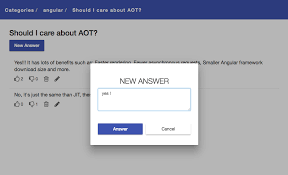 Categories / angular / Should I care about AOT?
Should I care about AOT?
New Answer
Yes!! It has lots of benefits such as: Faster rendering, Fewer asynchronous requests, Smaller Angular framework
download size and more.
2 0
No, it's just the same than JIT, the
0 2
NEW ANSWER
yes !
Answer Cancel